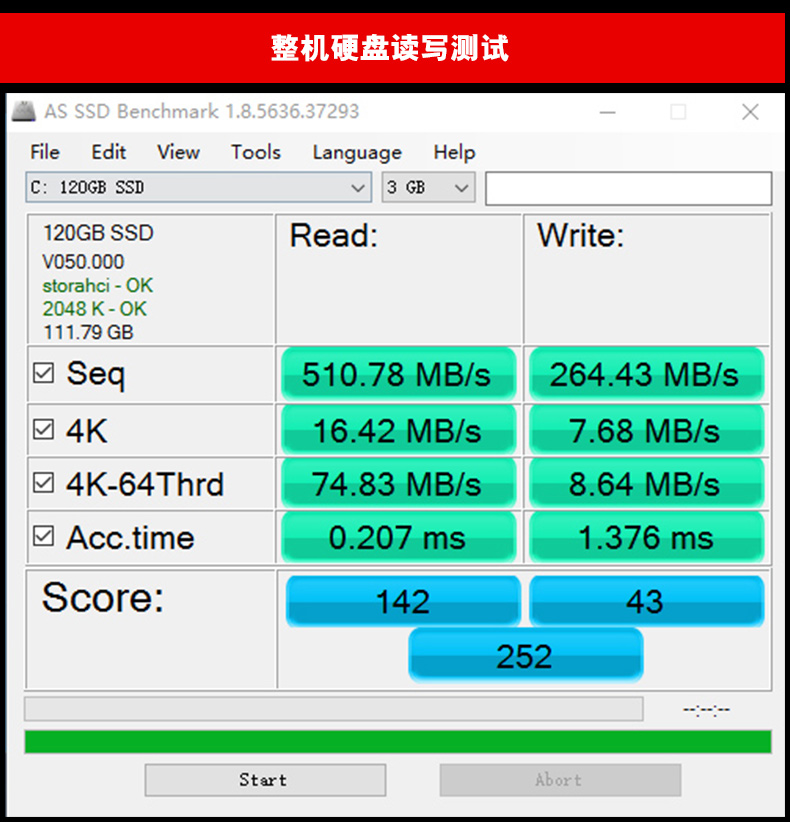 整机硬盘读写测试
AS SSD Benchmark 1.8.5636.37293
File Edit View Tools Language Help
C: 120GB SSD 3 GB
120GB SSD Read: Write:
V050.000
storahci - OK
2048 K - OK
111.79 GB
Seq 510.78 MB/s 264.43 MB/s
4K 16.42 MB/s 7.68 MB/s
4K-64Thrd 74.83 MB/s 8.64 MB/s
Acc.time 0.207 ms 1.376 ms
Score: 142 43
252
--:--:--
Start Abort